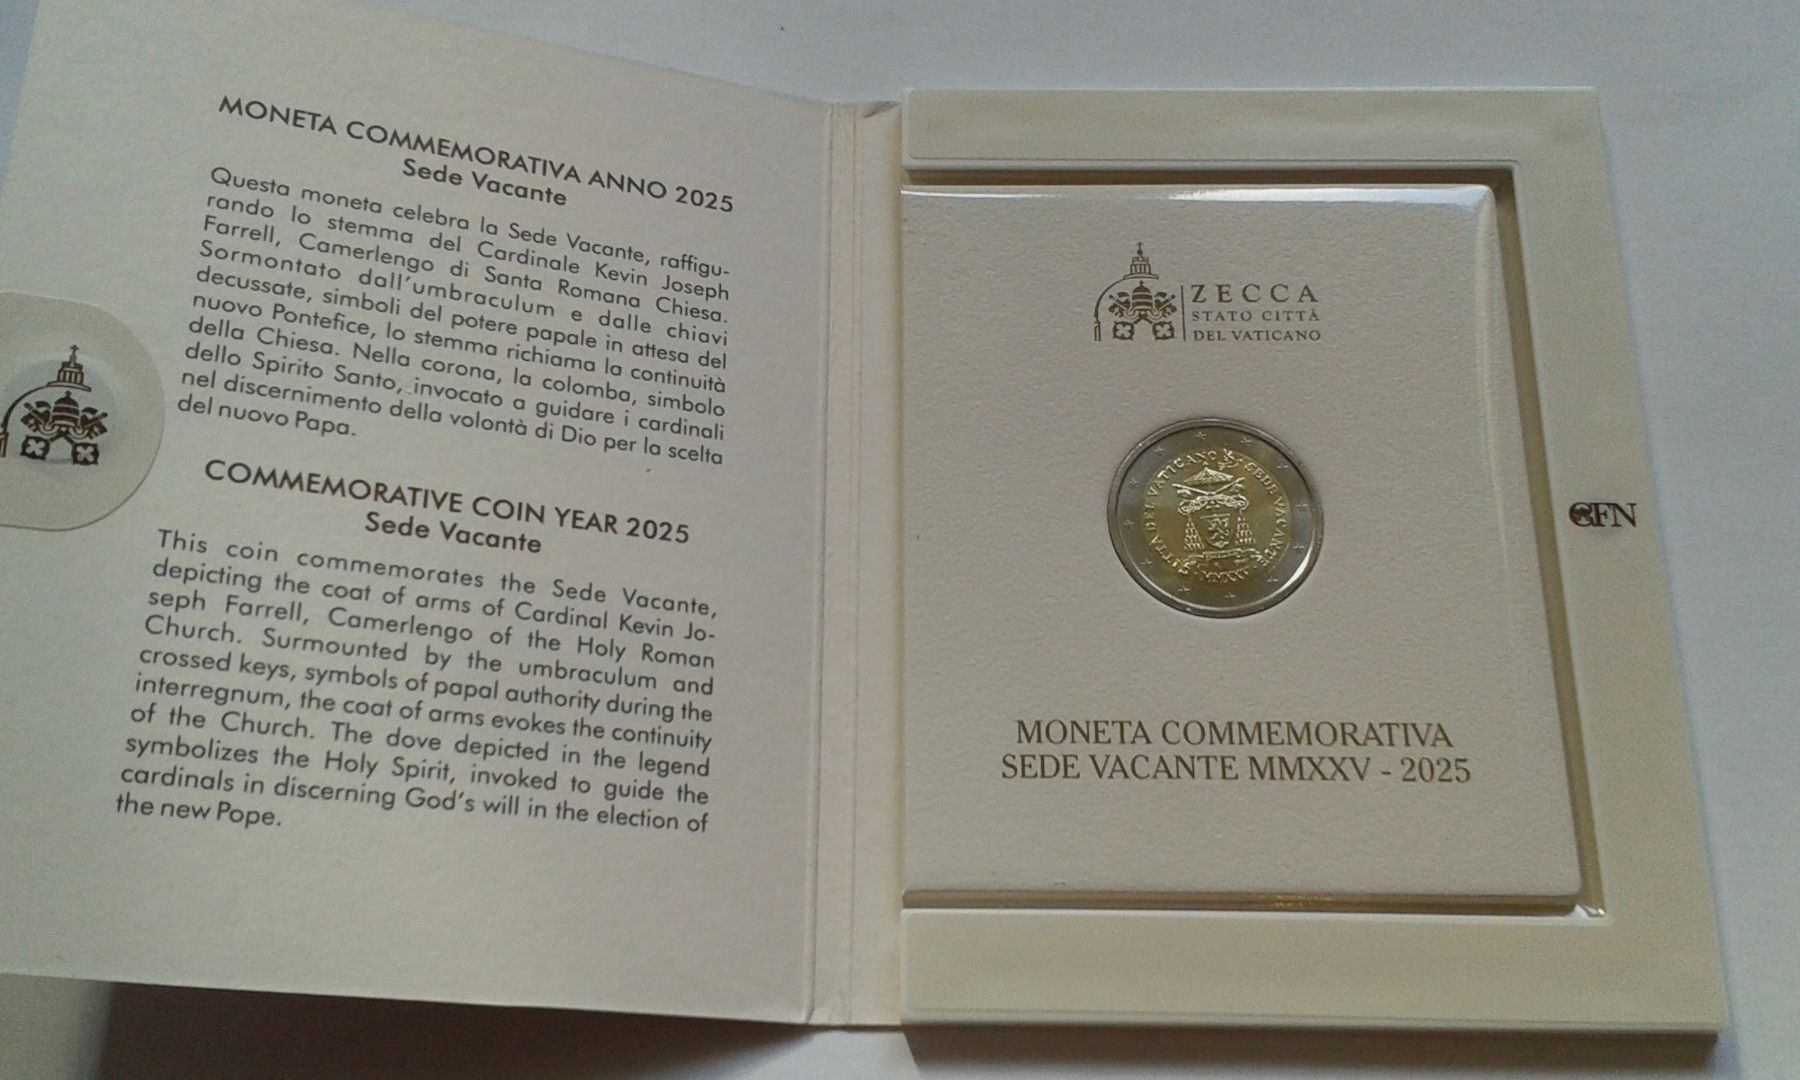 MONETA COMMEMORATIVA ANNO 2025
Sede Vacante
Questa moneta celebra la Sede Vacante, raffigu-
rando lo stemma del Cardinale Kevin Joseph
Farrell, Camerlengo di Santa Romana Chiesa.
Sormontato dall'umbraculum e dalle chiavi
decussate, simboli del potere papale in attesa del
nuovo Pontefice, lo stemma richiama la continuità
della Chiesa. Nella corona, la colomba, simbolo
dello Spirito Santo, invocato a guidare i cardinali
nel discernimento della volontà di Dio per la scelta
del nuovo Papa.
COMMEMORATIVE COIN YEAR 2025
Sede Vacante
This coin commemorates the Sede Vacante,
depicting the coat of arms of Cardinal Kevin Jo-
seph Farrell, Camerlengo of the Holy Roman
Church. Surmounted by the umbraculum and
crossed keys, symbols of papal authority during the
interregnum, the coat of arms evokes the continuity
of the Church. The dove depicted in the legend
symbolizes the Holy Spirit, invoked to guide the
cardinals in discerning God's will in the election of
the new Pope.
ZECCA
STATO CITTÀ
DEL VATICANO
CITTÀ DEL VATICANO SEDE VACANTE
MMXXV
MONETA COMMEMORATIVA
SEDE VACANTE MMXXV - 2025
CFN